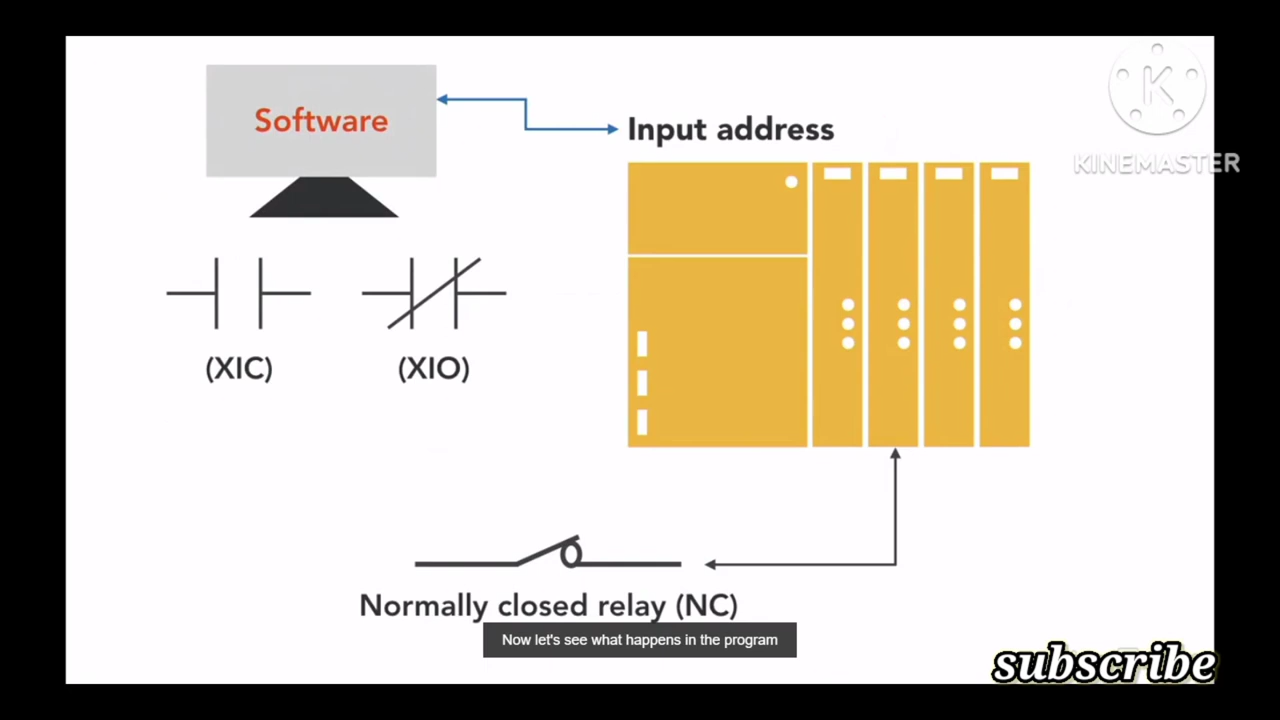 Software
Input address
KINEMASTER
(XIC)
(XIO)
Normally closed relay (NC)
Now let's see what happens in the program
subscribe